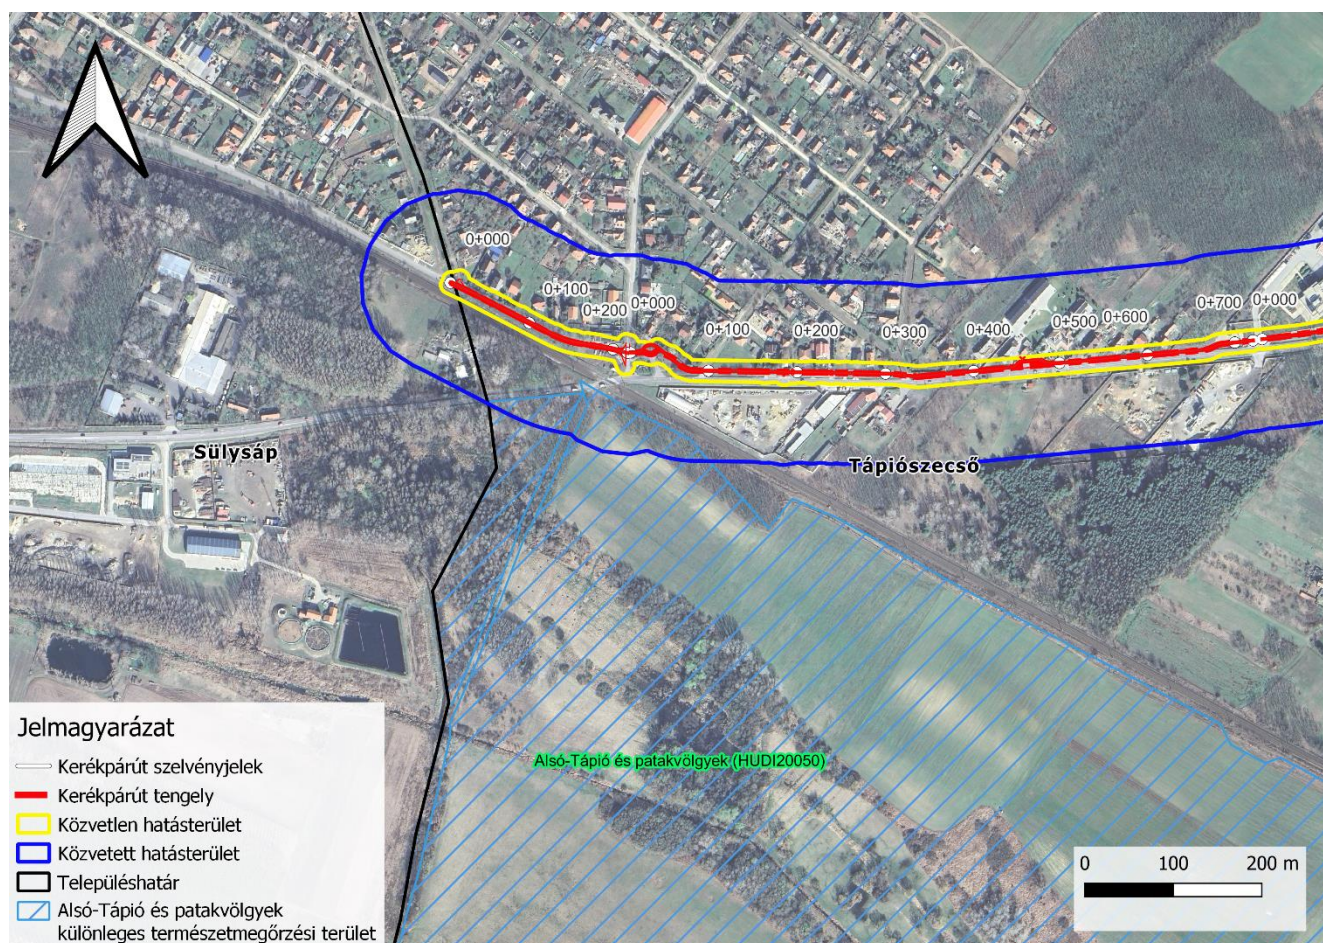 0+000
0+100
0+200
0+000
0+100
0+200
0+300
0+400
0+500
0+600
0+700
0+000
Sülysáp
Tápiószecső
Alsó-Tápió és patakvölgyek (HUDI20050)
Jelmagyarázat
Kerékpárút szelvényjelek
Kerékpárút tengely
Közvetlen hatásterület
Közvetett hatásterület
Településhatár
Alsó-Tápió és patakvölgyek
különleges természetmegőrzési terület
0 100 200 m